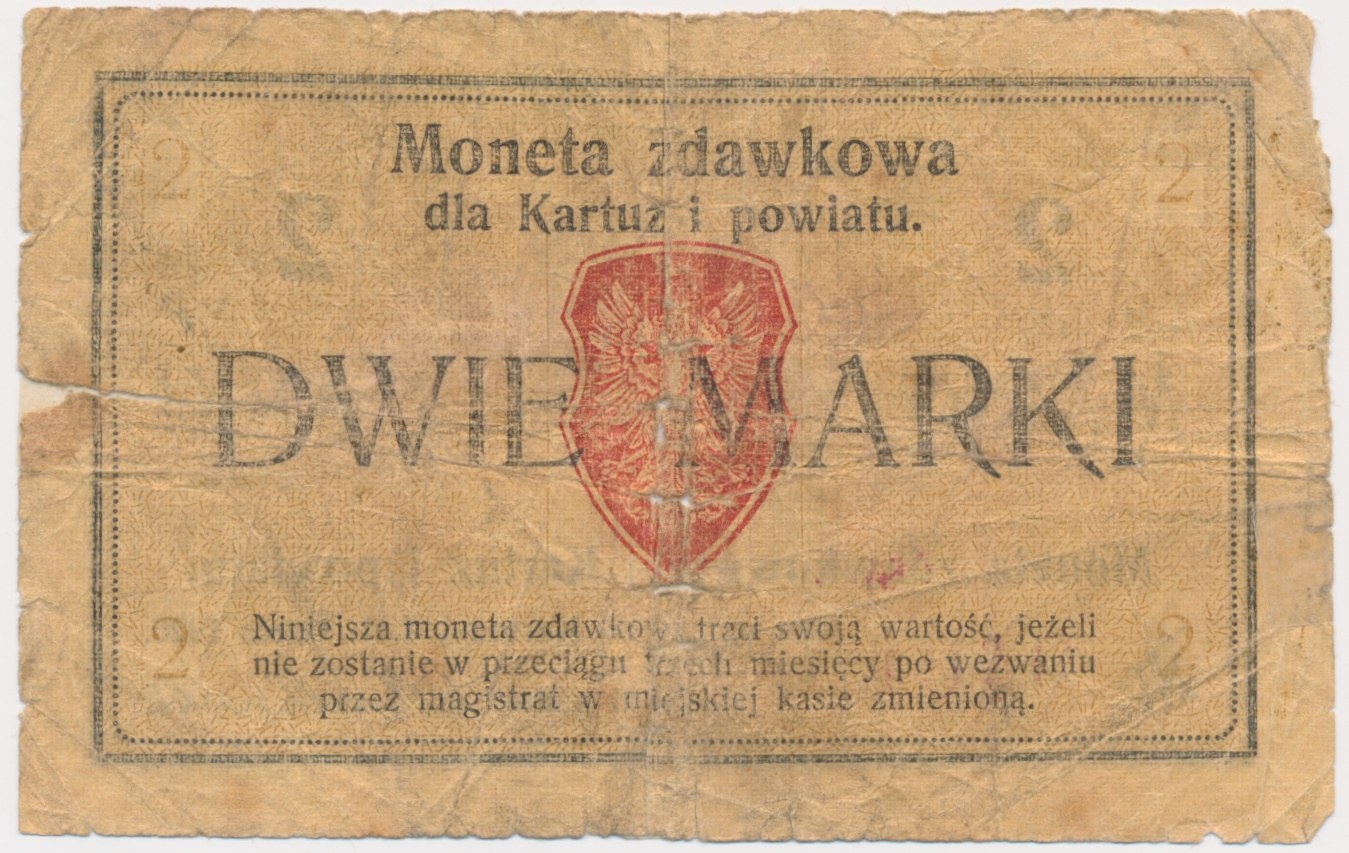 Moneta zdawkowa
dla Kartuz i powiatu.
2 2
2 2
DWIE MARKI
2 2
Niniejsza moneta zdawkowa traci swoją wartość, jeżeli
nie zostanie w przeciągu trzech miesięcy po wezwaniu
przez magistrat w miejskiej kasie zmienioną.